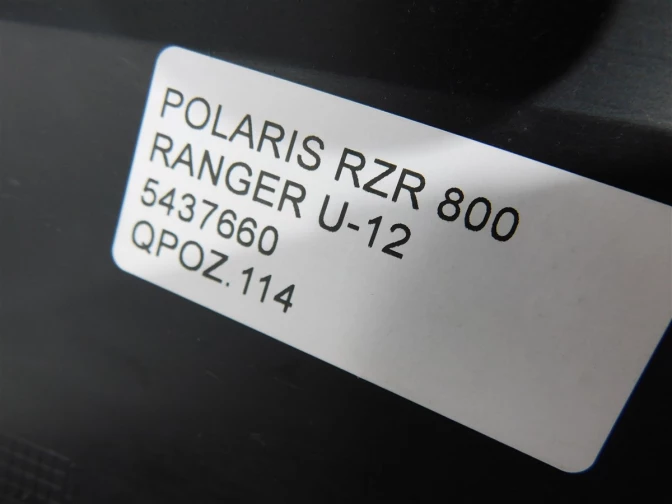 POLARIS RZR 800
RANGER U-12
5437660
QPOZ.114